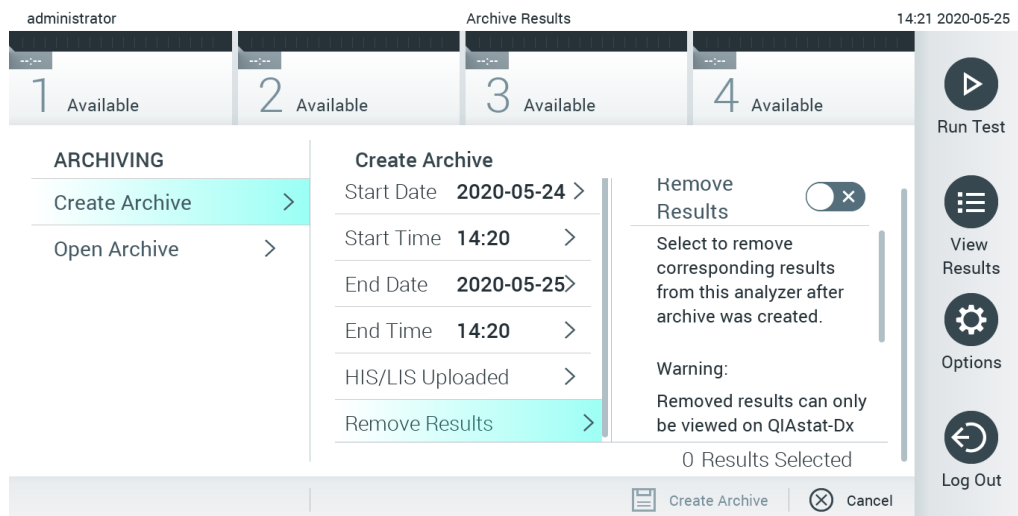 administrator
Archive Results
14:21 2020-05-25
--:--
1 Available
--:--
2 Available
--:--
3 Available
--:--
4 Available
Run Test
View
Results
Options
Log Out
ARCHIVING
Create Archive
Open Archive
Create Archive
Start Date 2020-05-24
Start Time 14:20
End Date 2020-05-25
End Time 14:20
HIS/LIS Uploaded
Remove Results
Remove
Results
Select to remove
corresponding results
from this analyzer after
archive was created.
Warning:
Removed results can only
be viewed on QIAstat-Dx
0 Results Selected
Create Archive
Cancel